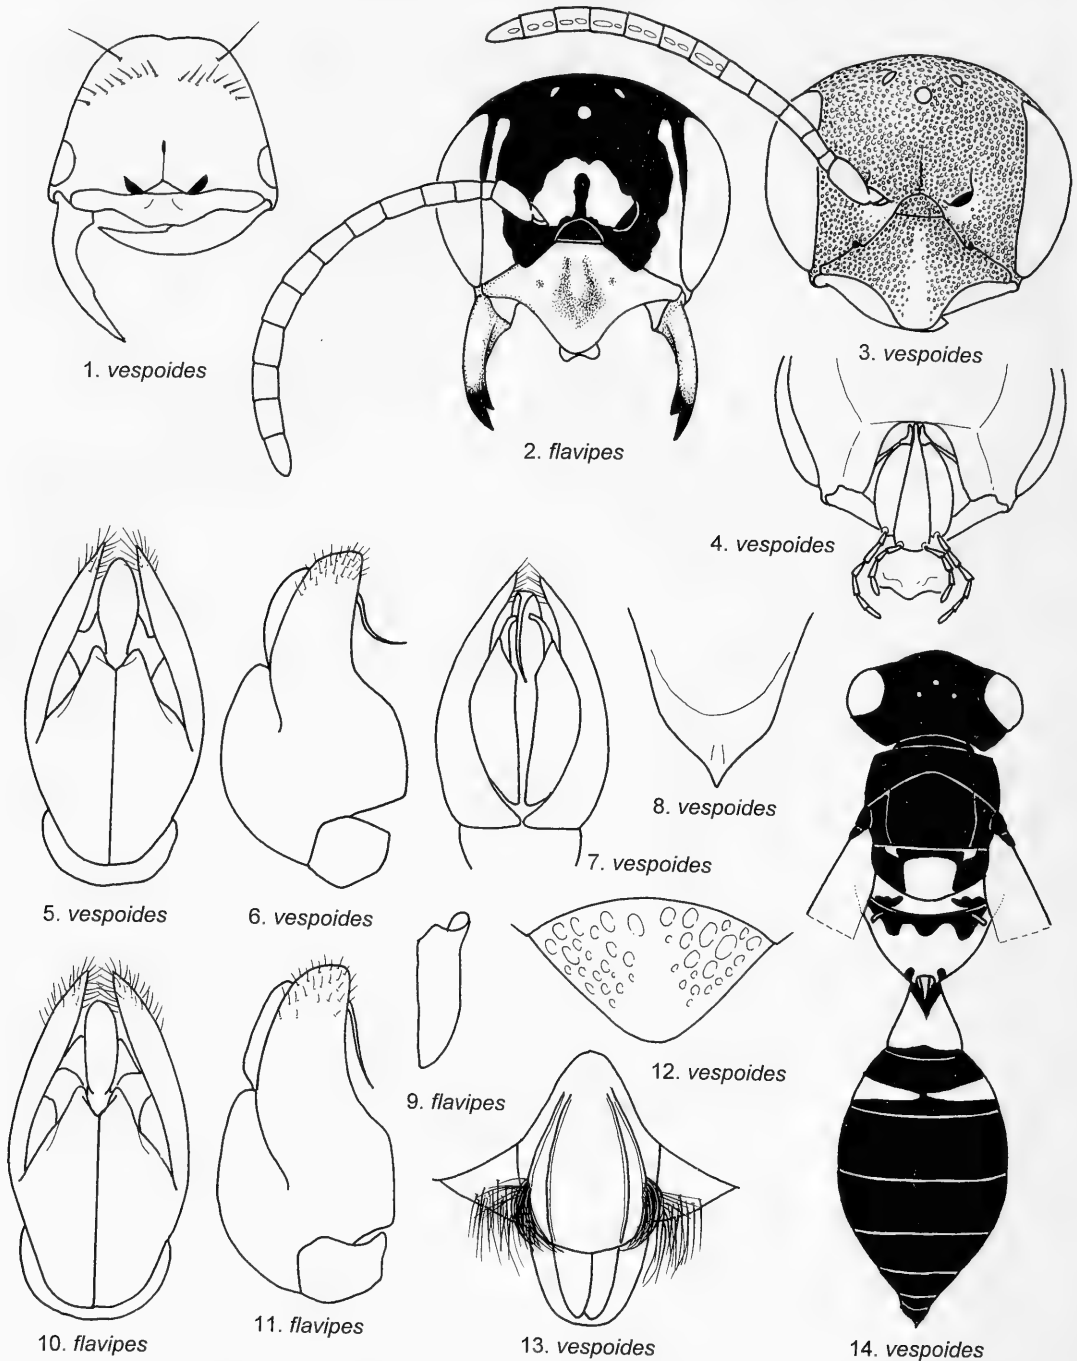 1. vespoides
2. flavipes
3. vespoides
4. vespoides
5. vespoides
6. vespoides
7. vespoides
8. vespoides
9. flavipes
10. flavipes
11. flavipes
12. vespoides
13. vespoides
14. vespoides